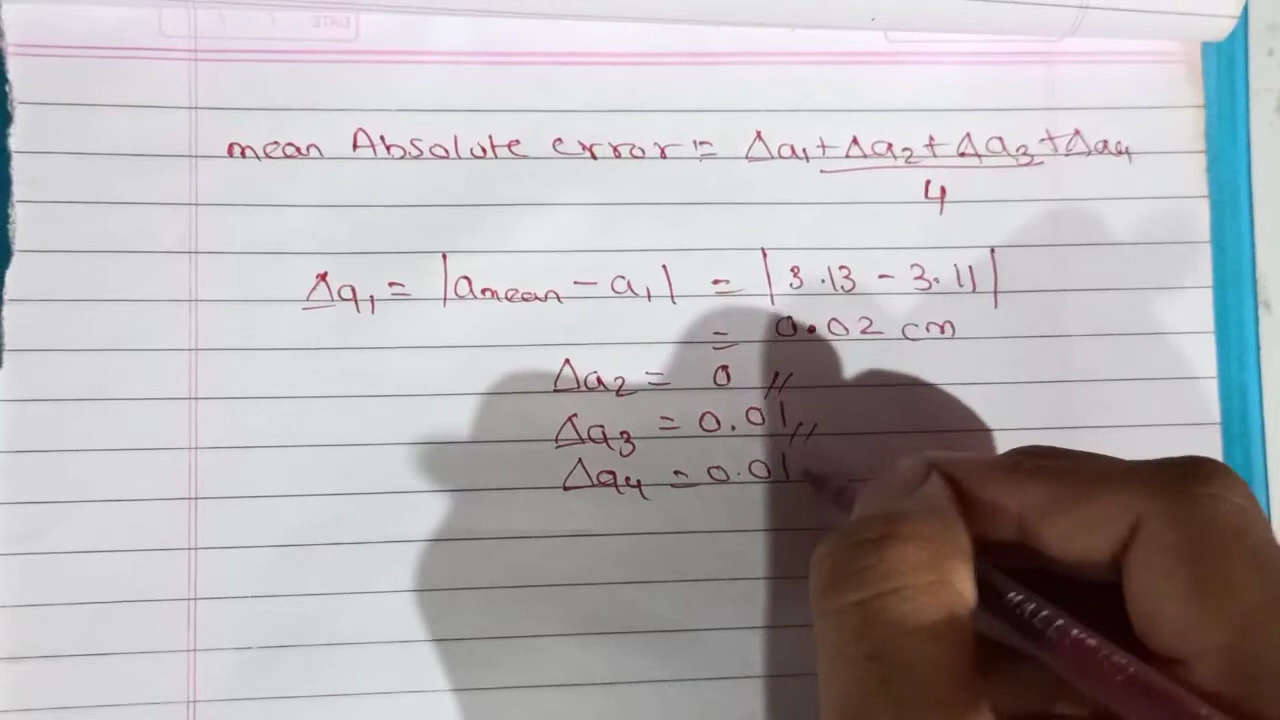 DATE
mean Absolute error = Δa₁ + Δa₂ + Δa₃ + Δa₄
4
Δa₁ = |amean - a₁| = |3.13 - 3.11|
= 0.02 cm
Δa₂ = 0 〃
Δa₃ = 0.01 〃
Δa₄ = 0.01